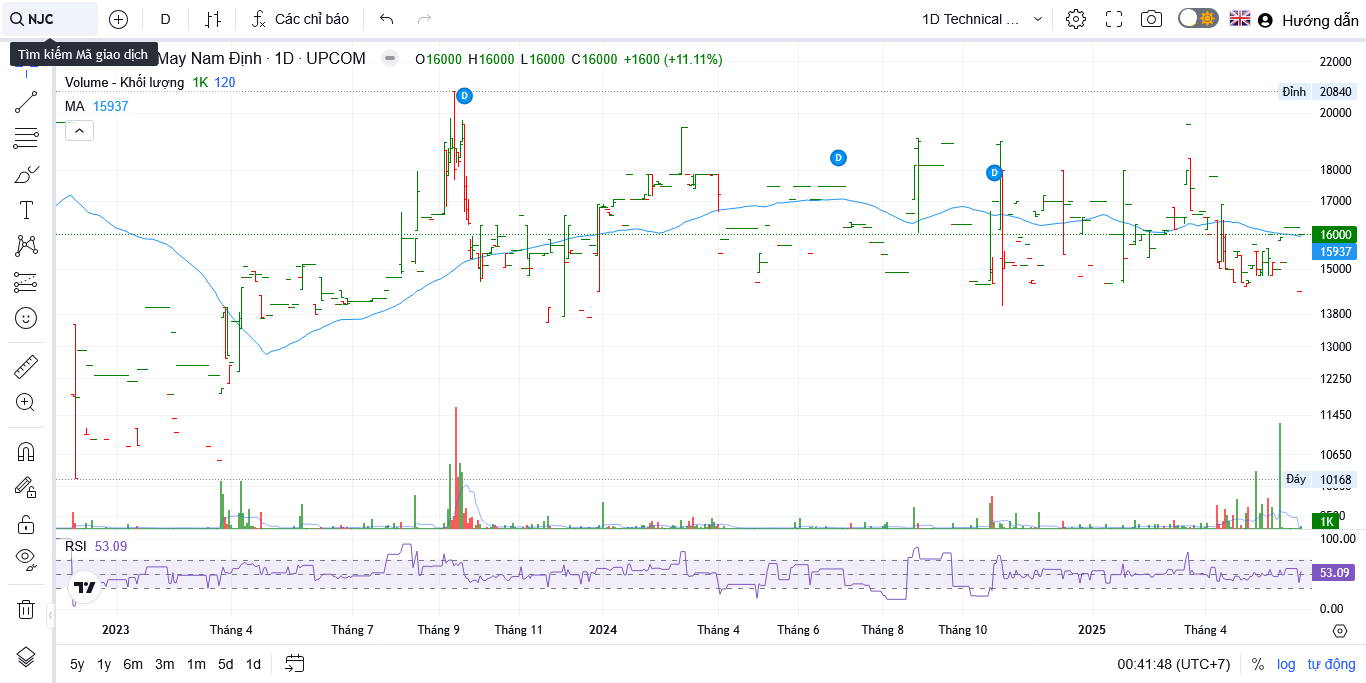 NJC
D
Các chỉ báo
1D Technical ...
Hướng dẫn
Tìm kiếm Mã giao dịch
May Nam Định · 1D · UPCOM
O16000 H16000 L16000 C16000 +1600 (+11.11%)
Volume - Khối lượng 1K 120
MA 15937
22000
Đỉnh 20840
20000
18000
17000
16000
15937
15000
13800
13000
12250
11450
10650
Đáy 10168
1K
D
D
D
RSI 53.09
100.00
53.09
0.00
2023
Tháng 4
Tháng 7
Tháng 9
Tháng 11
2024
Tháng 4
Tháng 6
Tháng 8
Tháng 10
2025
Tháng 4
5y 1y 6m 3m 1m 5d 1d
00:41:48 (UTC+7)
% log tự động